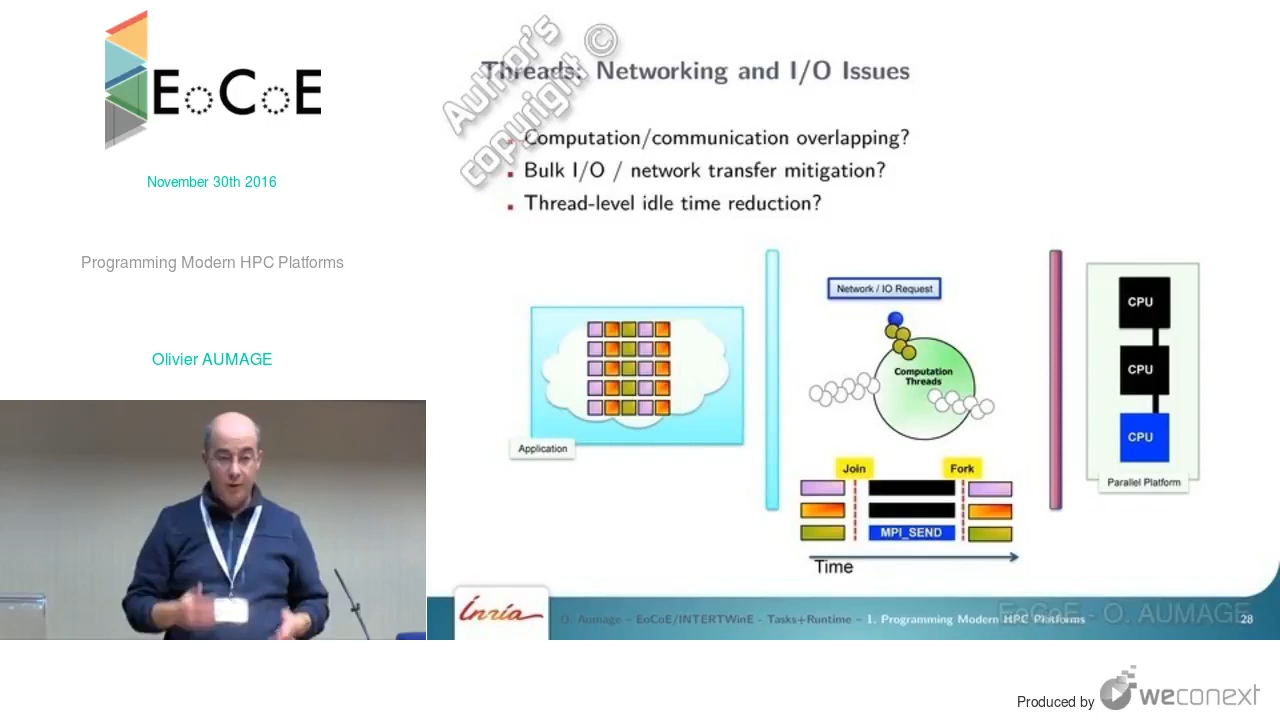 EoCoE
November 30th 2016
Programming Modern HPC Platforms
Olivier AUMAGE
Author's
copyright ©
Threads: Networking and I/O Issues
Computation/communication overlapping?
Bulk I/O / network transfer mitigation?
Thread-level idle time reduction?
Application
Network / IO Request
Computation
Threads
Join
Fork
MPI_SEND
Time
CPU
CPU
CPU
Parallel Platform
Inria
O. Aumage – EoCoE/INTERTWinE - Tasks+Runtime – 1. Programming Modern HPC Platforms
EoCoE - O. AUMAGE
28
Produced by weconext